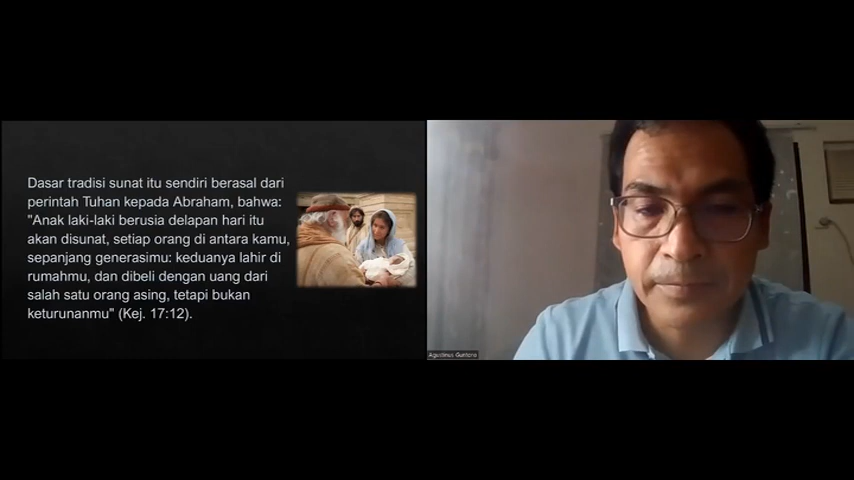 Dasar tradisi sunat itu sendiri berasal dari
perintah Tuhan kepada Abraham, bahwa:
"Anak laki-laki berusia delapan hari itu
akan disunat, setiap orang di antara kamu,
sepanjang generasimu: keduanya lahir di
rumahmu, dan dibeli dengan uang dari
salah satu orang asing, tetapi bukan
keturunanmu" (Kej. 17:12).
Agustinus Guntoro